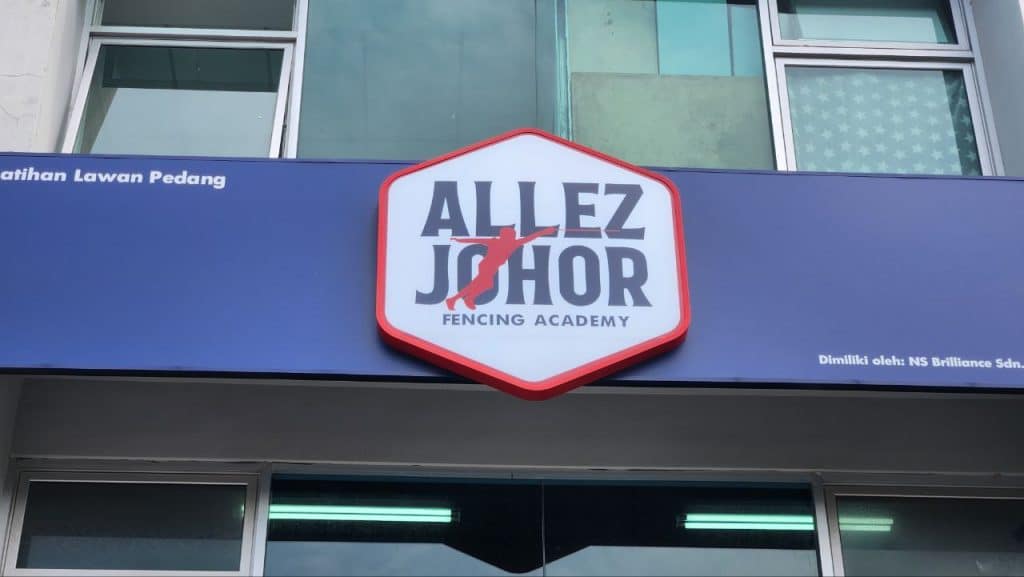 atihan Lawan Pedang
ALLEZ
JOHOR
FENCING ACADEMY
Dimiliki oleh: NS Brilliance Sdn.